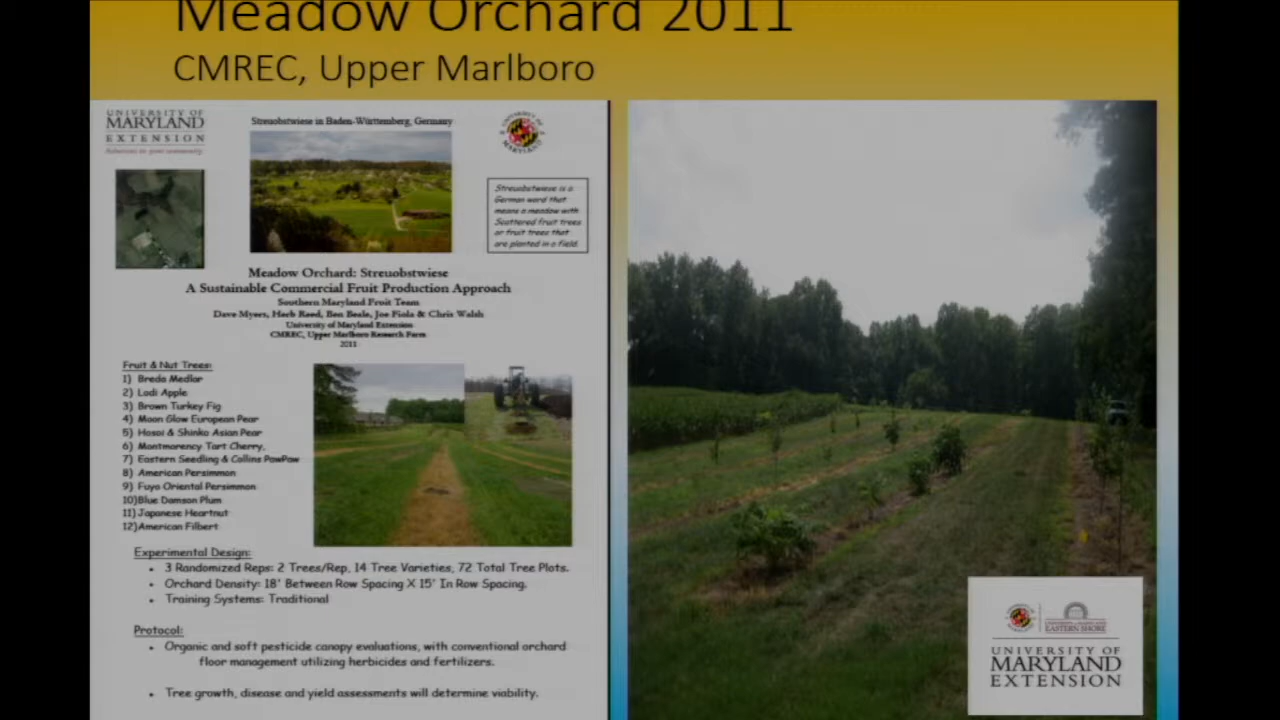 Meadow Orchard 2011
CMREC, Upper Marlboro
UNIVERSITY OF
MARYLAND
EXTENSION
Streuobstwiese in Baden-Württemberg, Germany
UNIVERSITY OF MARYLAND
Streuobstwiese is a
German word that
means a meadow with
Scattered fruit trees
or fruit trees that
are planted in a field.
Meadow Orchard: Streuobstwiese
A Sustainable Commercial Fruit Production Approach
Southern Maryland Fruit Team
Dave Myers, Herb Reed, Ben Beale, Joe Fiola & Chris Walsh
University of Maryland Extension
CMREC, Upper Marlboro Research Farm
2011
Fruit & Nut Trees:
1) Breda Medlar
2) Lodi Apple
3) Brown Turkey Fig
4) Moon Glow European Pear
5) Hosoi & Shinko Asian Pear
6) Montmorency Tart Cherry,
7) Eastern Seedling & Collins PawPaw
8) American Persimmon
9) Fuyo Oriental Persimmon
10)Blue Damson Plum
11) Japanese Heartnut
12)American Filbert
Experimental Design:
• 3 Randomized Reps: 2 Trees/Rep, 14 Tree Varieties, 72 Total Tree Plots.
• Orchard Density: 18' Between Row Spacing X 15' In Row Spacing.
• Training Systems: Traditional
Protocol:
• Organic and soft pesticide canopy evaluations, with conventional orchard
floor management utilizing herbicides and fertilizers.
• Tree growth, disease and yield assessments will determine viability.
EASTERN SHORE
UNIVERSITY OF
MARYLAND
EXTENSION